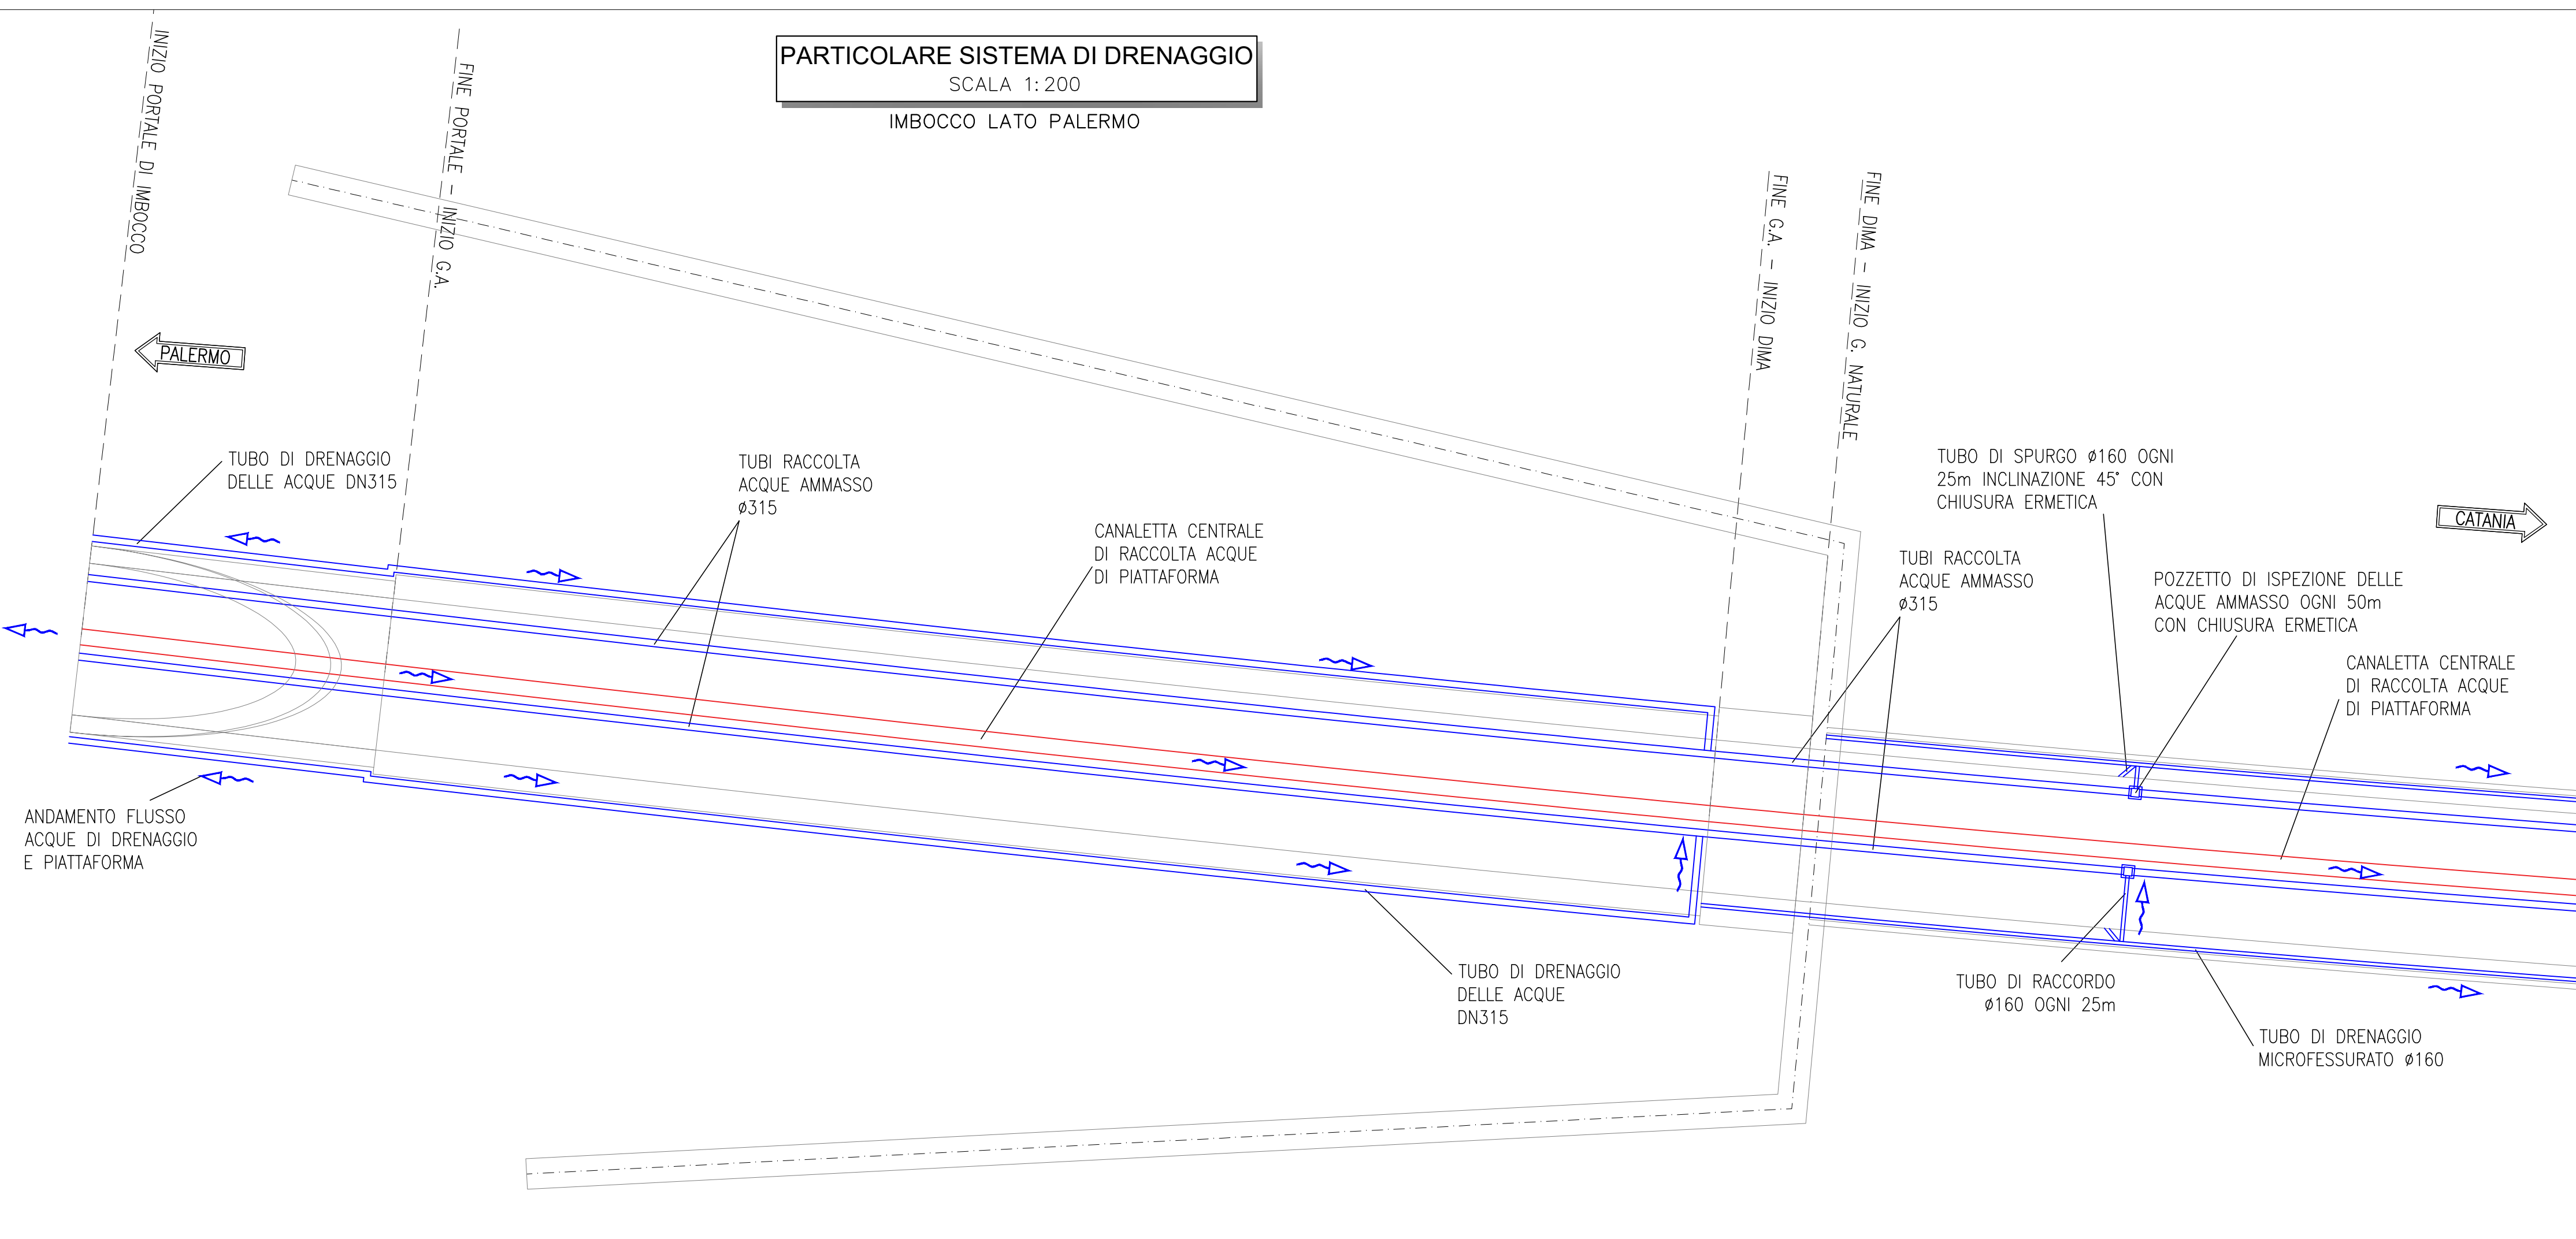 PARTICOLARE SISTEMA DI DRENAGGIO
SCALA 1:200
IMBOCCO LATO PALERMO
INIZIO PORTALE DI IMBOCCO
FINE PORTALE - INIZIO G.A.
FINE G.A. - INIZIO DIMA
FINE DIMA - INIZIO G. NATURALE
PALERMO
TUBO DI DRENAGGIO
DELLE ACQUE DN315
TUBI RACCOLTA
ACQUE AMMASSO
ø315
CANALETTA CENTRALE
DI RACCOLTA ACQUE
DI PIATTAFORMA
TUBO DI SPURGO ø160 OGNI
25m INCLINAZIONE 45° CON
CHIUSURA ERMETICA
CATANIA
TUBI RACCOLTA
ACQUE AMMASSO
ø315
POZZETTO DI ISPEZIONE DELLE
ACQUE AMMASSO OGNI 50m
CON CHIUSURA ERMETICA
CANALETTA CENTRALE
DI RACCOLTA ACQUE
DI PIATTAFORMA
ANDAMENTO FLUSSO
ACQUE DI DRENAGGIO
E PIATTAFORMA
TUBO DI DRENAGGIO
DELLE ACQUE
DN315
TUBO DI RACCORDO
ø160 OGNI 25m
TUBO DI DRENAGGIO
MICROFESSURATO ø160